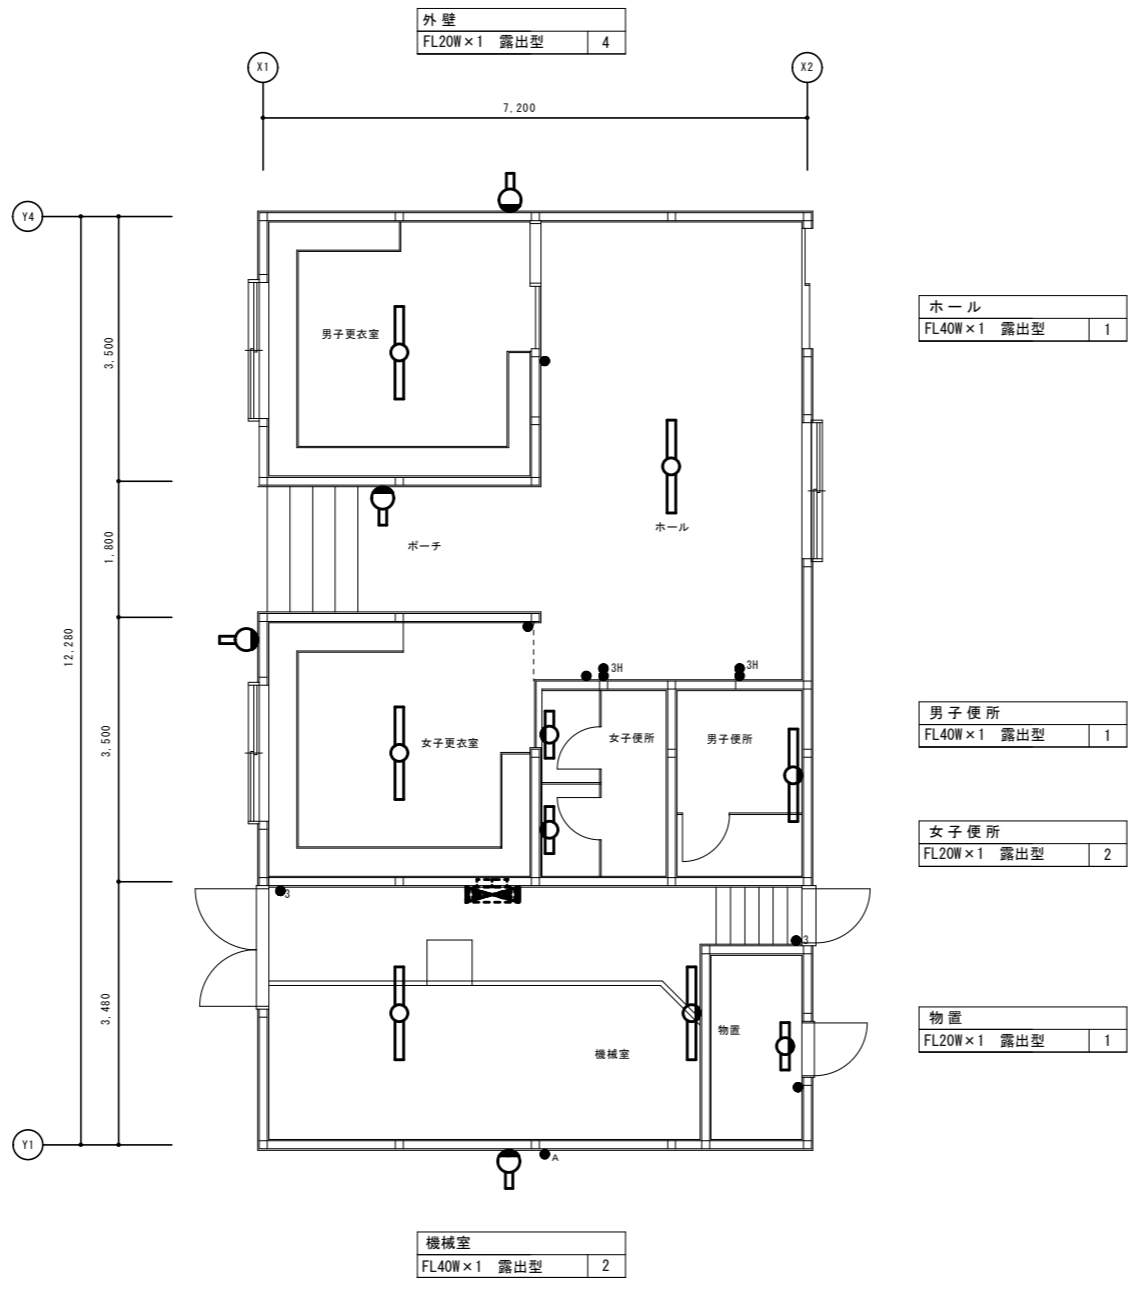 外 壁
FL20W×1 露出型 4
X1
X2
7,200
Y4
ホ ー ル
FL40W×1 露出型 1
男子更衣室
3,500
ホール
ポーチ
1,800
12,280
3H
3H
男 子 便 所
FL40W×1 露出型 1
女子更衣室
女子便所
男子便所
3,500
女 子 便 所
FL20W×1 露出型 2
3
3
3,480
物 置
FL20W×1 露出型 1
物置
機械室
Y1
A
機械室
FL40W×1 露出型 2